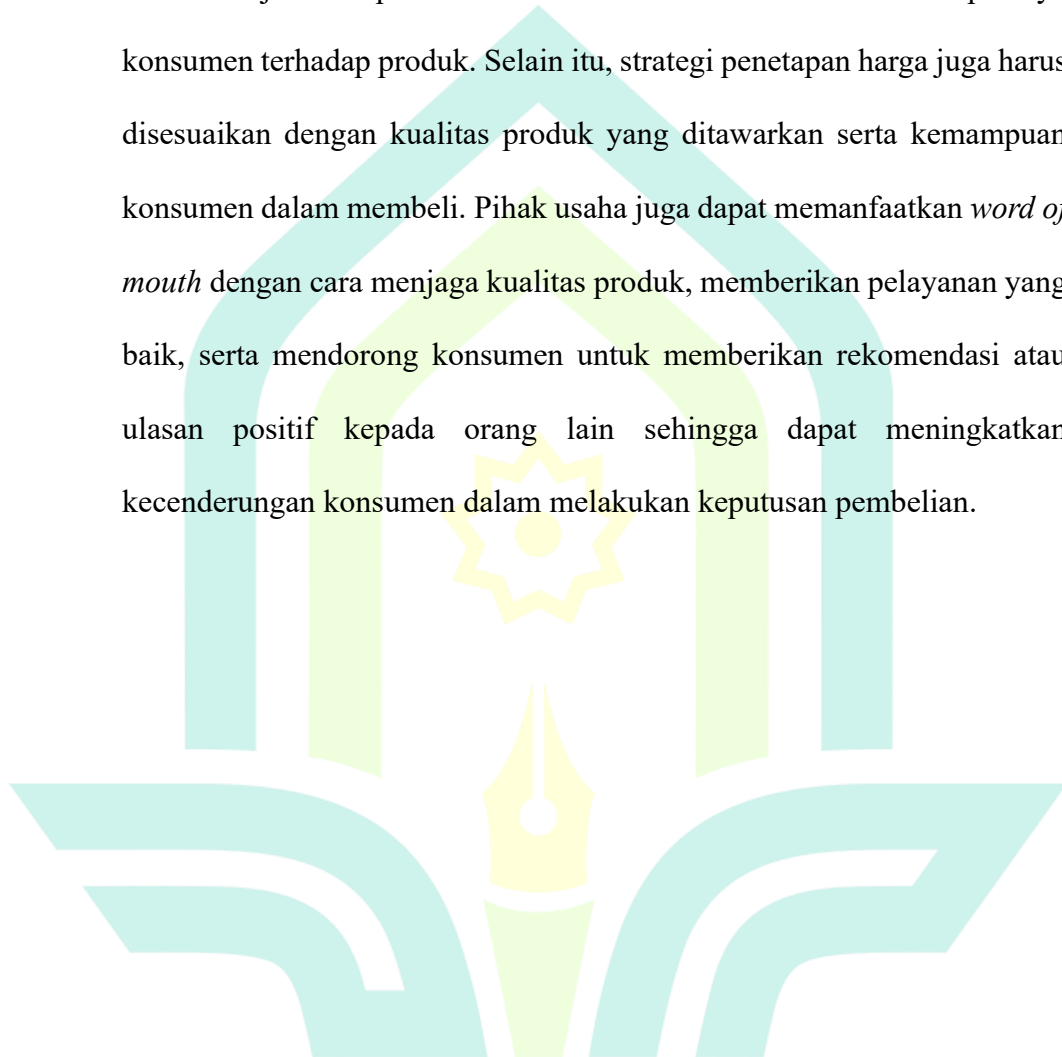 konsumen terhadap produk. Selain itu, strategi penetapan harga juga harus
disesuaikan dengan kualitas produk yang ditawarkan serta kemampuan
konsumen dalam membeli. Pihak usaha juga dapat memanfaatkan word of
mouth dengan cara menjaga kualitas produk, memberikan pelayanan yang
baik, serta mendorong konsumen untuk memberikan rekomendasi atau
ulasan positif kepada orang lain sehingga dapat meningkatkan
kecenderungan konsumen dalam melakukan keputusan pembelian.